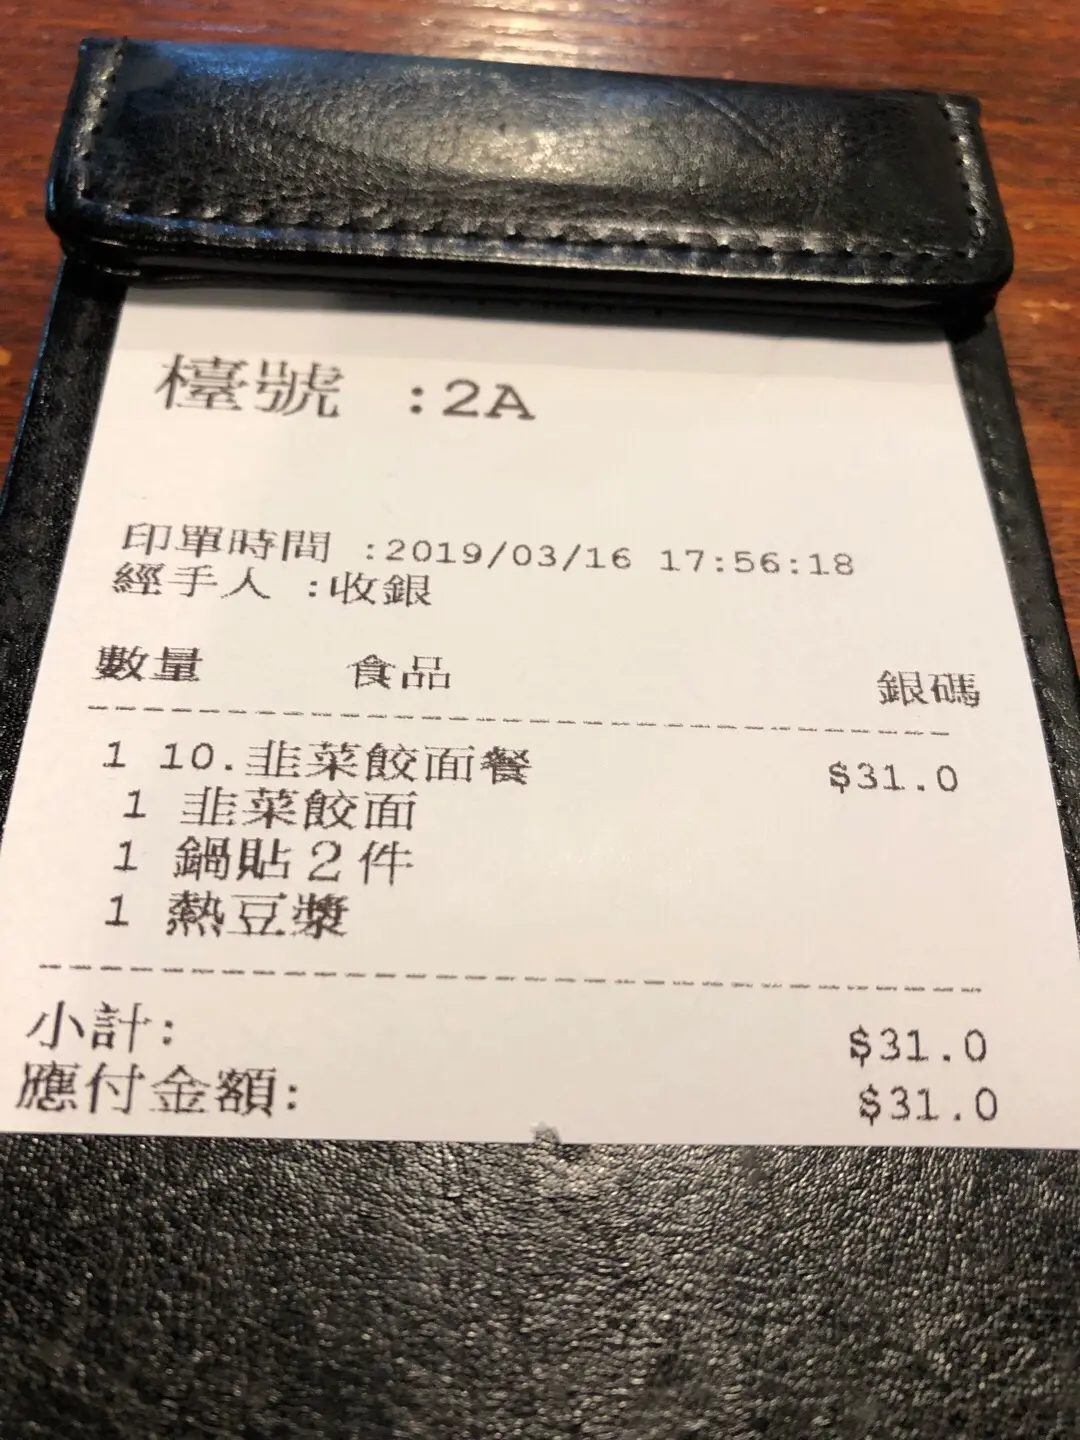 檯號 :2A
印單時間 :2019/03/16 17:56:18
經手人 :收銀
數量 食品 銀碼
1 10.韭菜餃面餐 $31.0
1 韭菜餃面
1 鍋貼2件
1 熱豆漿
小計: $31.0
應付金額: $31.0